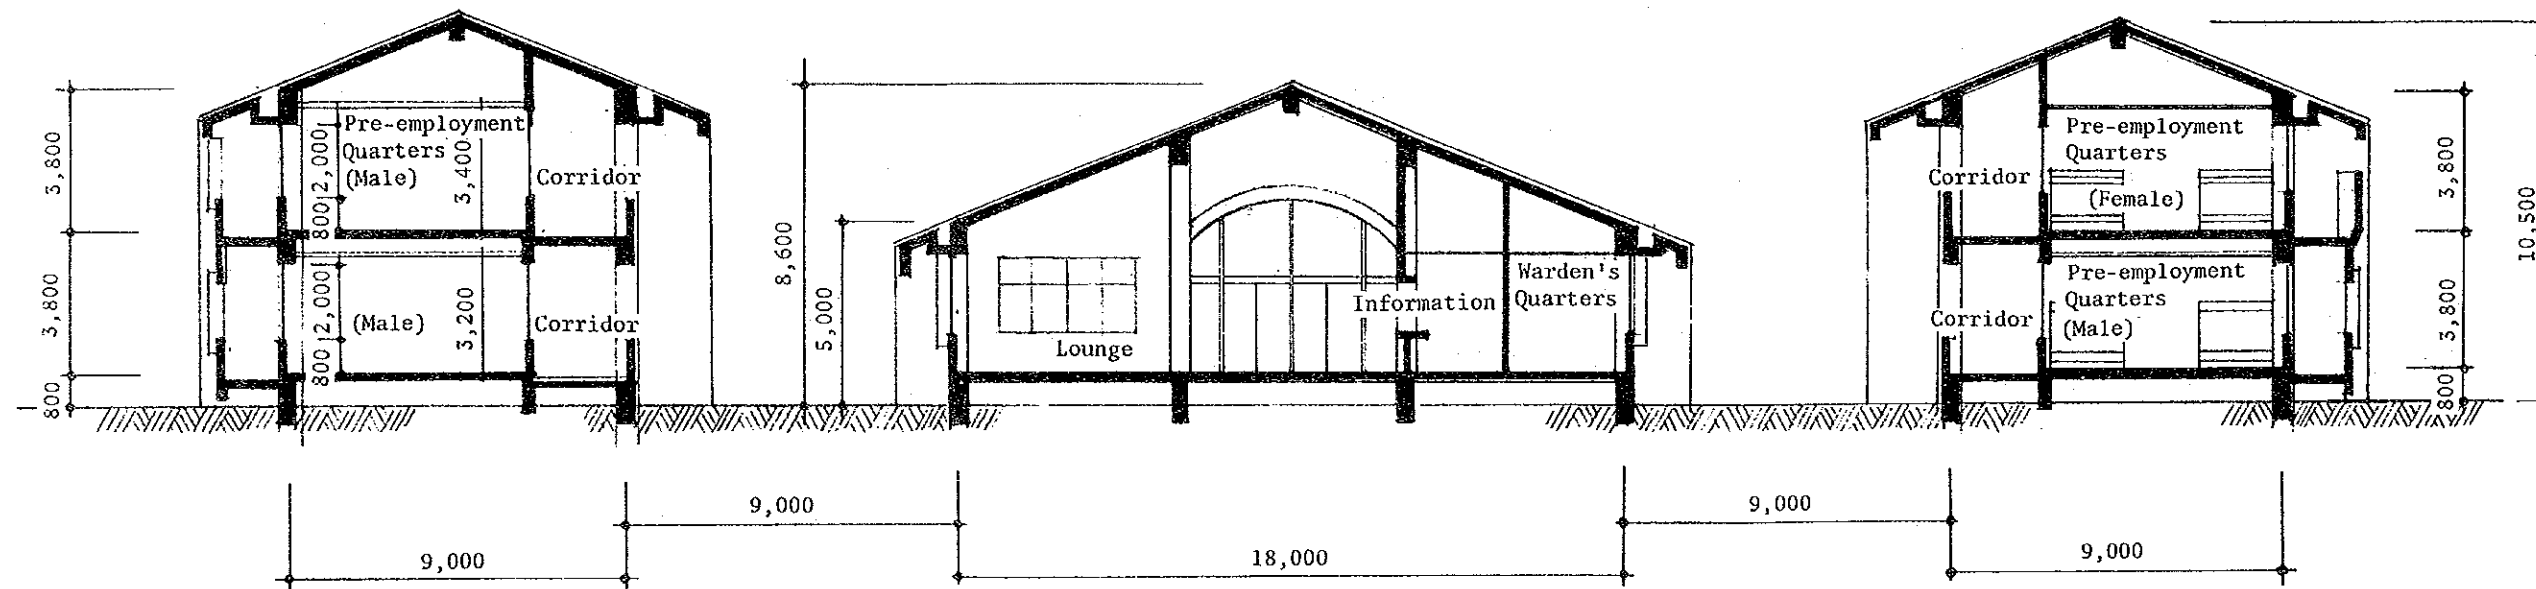 3,800
3,800
800
Pre-employment
Quarters
(Male)
2,000
800
3,400
Corridor
(Male)
2,000
800
3,200
Corridor
8,600
5,000
Lounge
Information
Warden's
Quarters
Corridor
Pre-employment
Quarters
(Female)
Corridor
Pre-employment
Quarters
(Male)
3,800
3,800
800
10,500
9,000
9,000
18,000
9,000
9,000